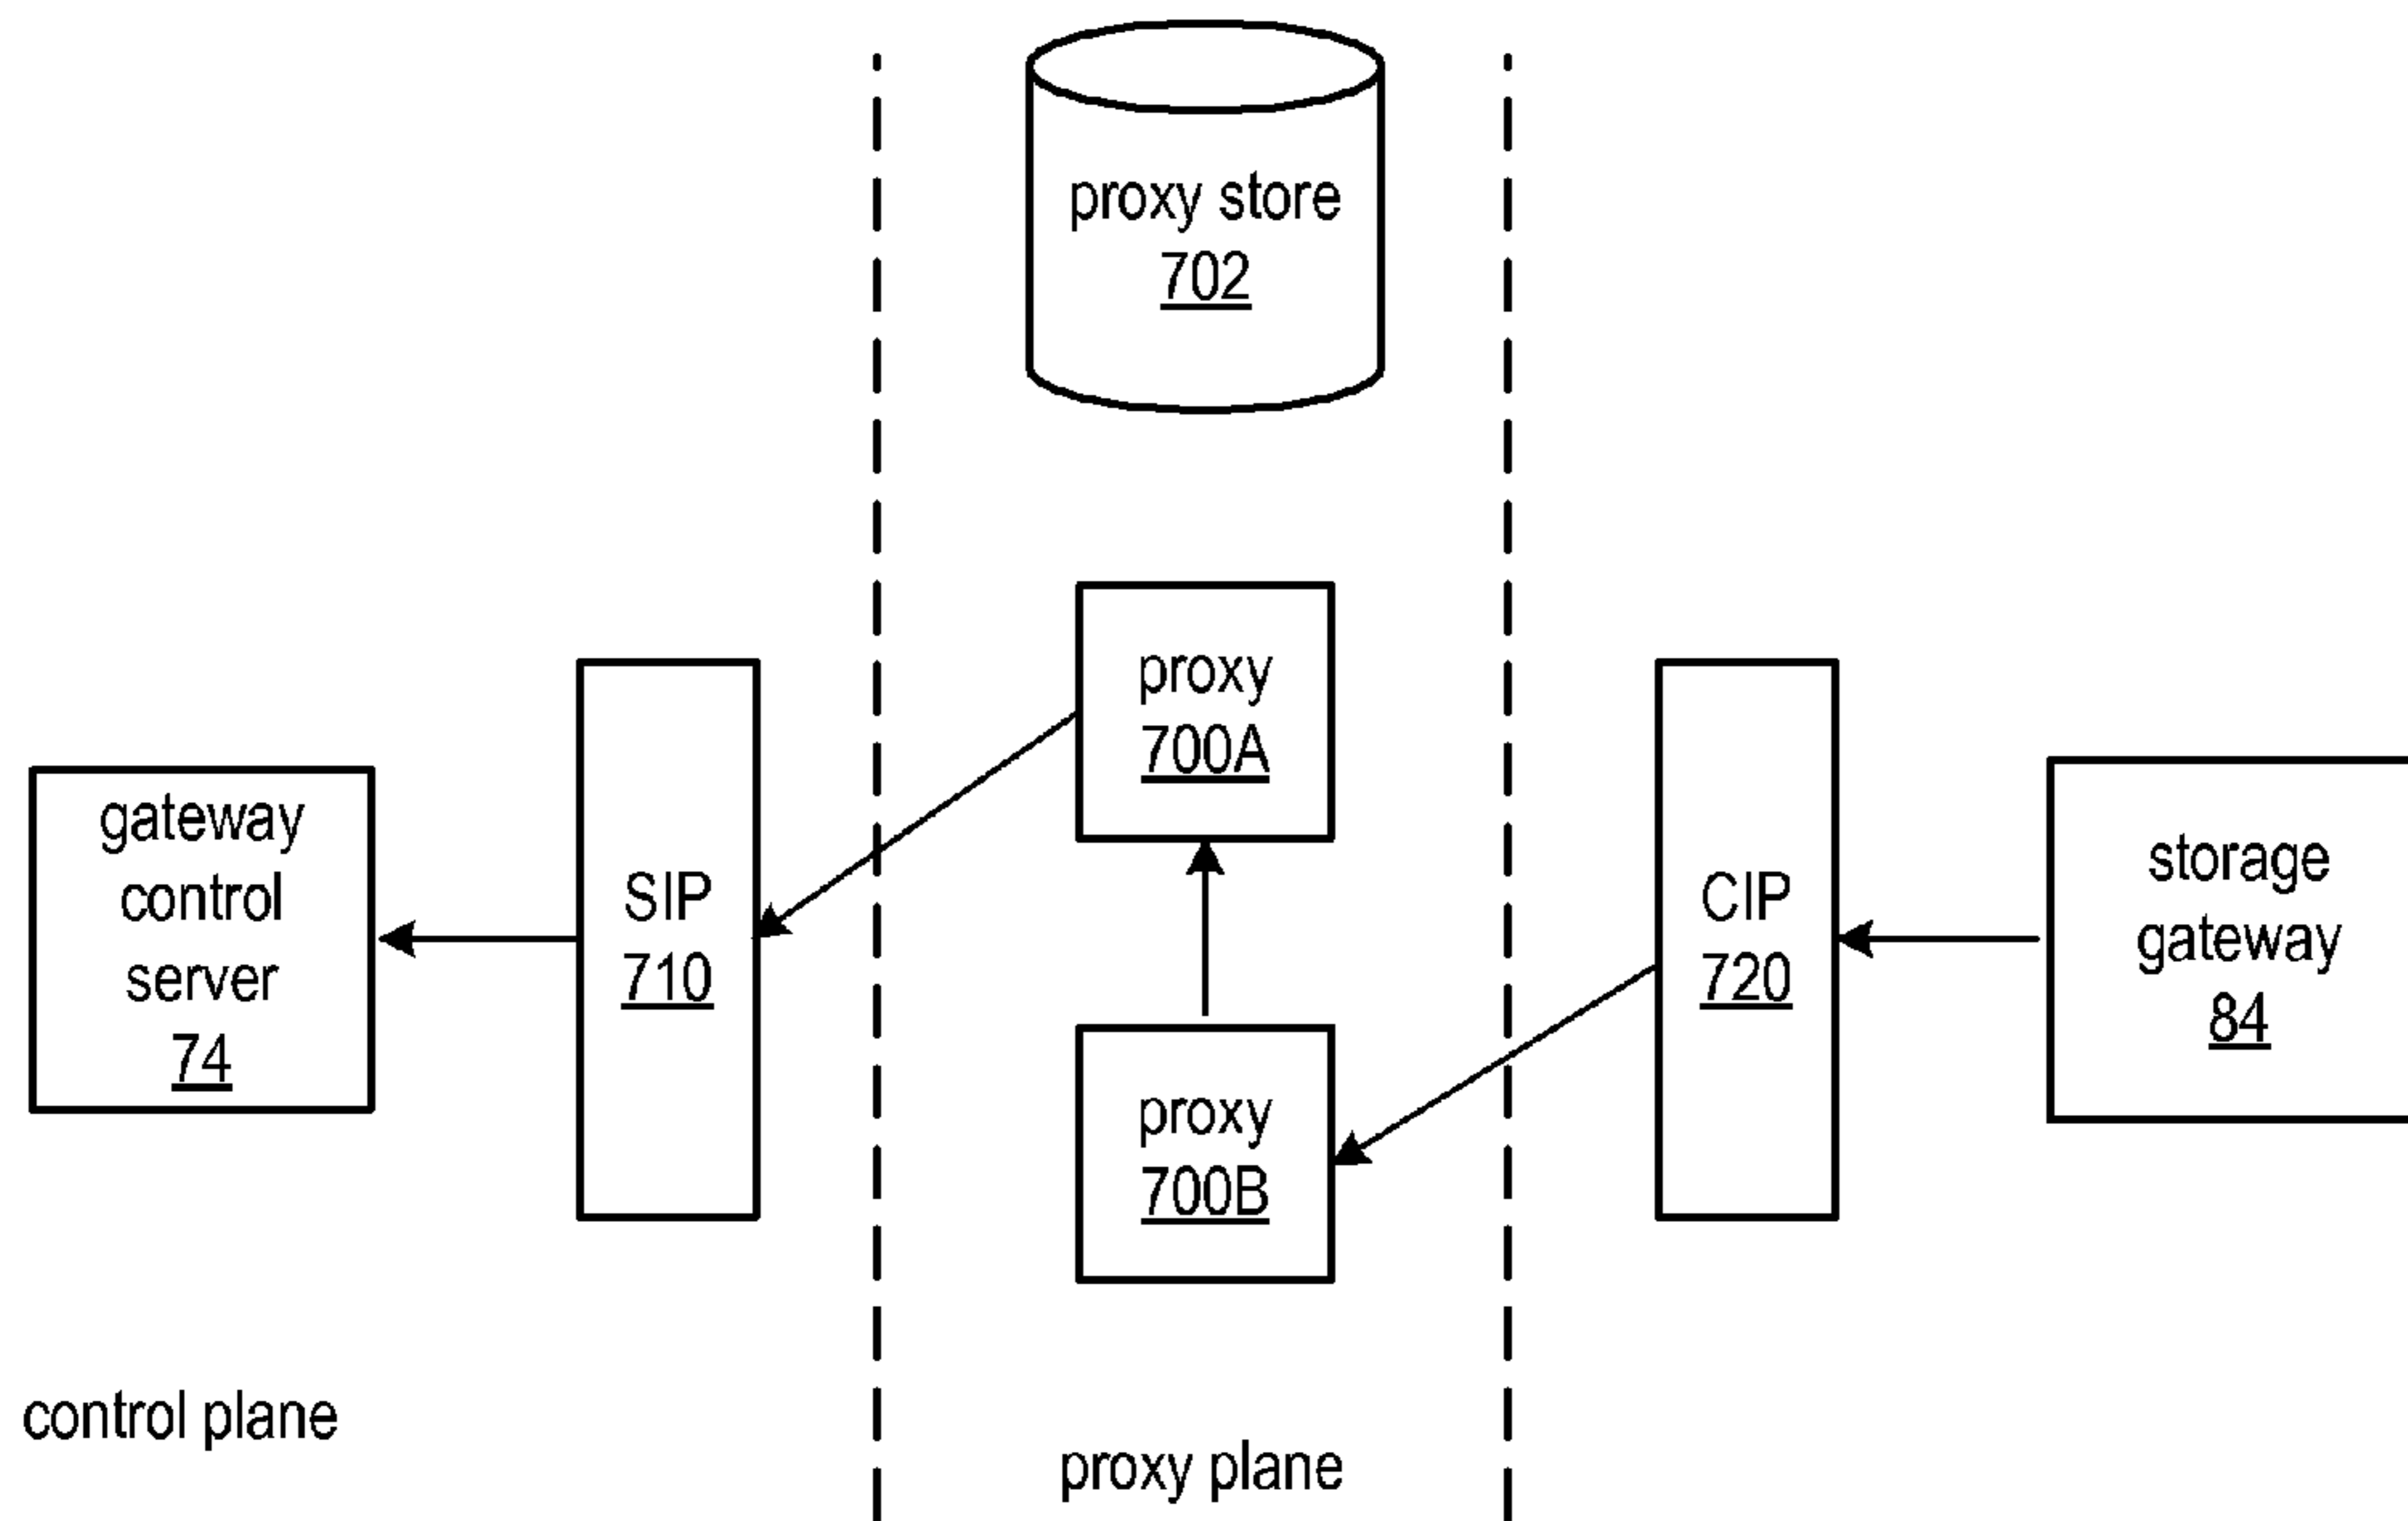 proxy store
702
proxy
700A
gateway
control
server
74
SIP
710
CIP
720
storage
gateway
84
proxy
700B
control plane
proxy plane